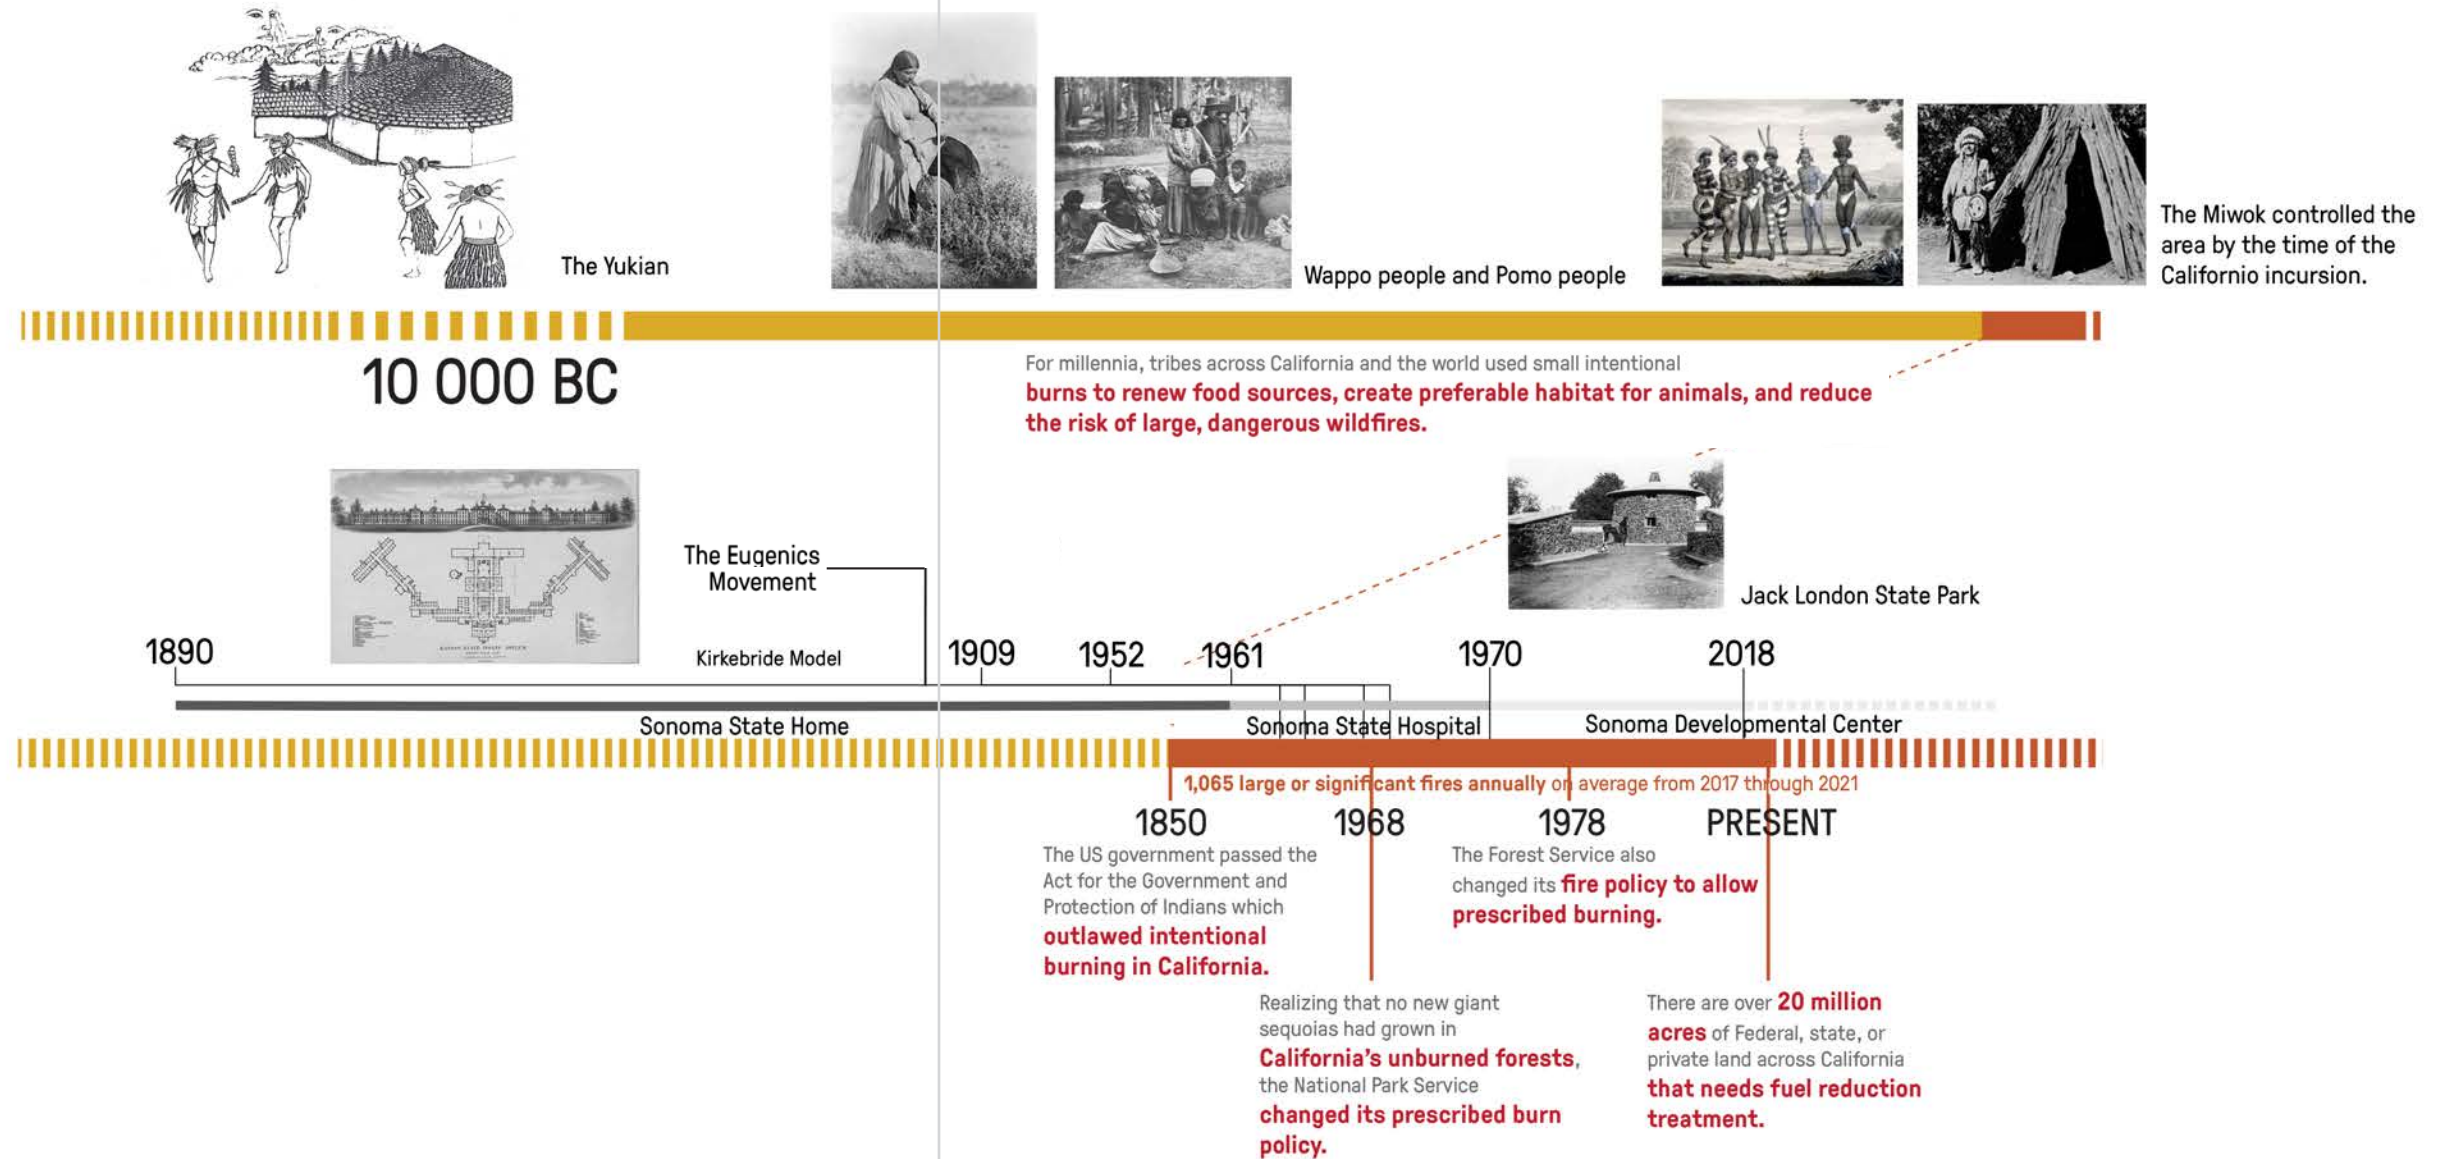 The Yukian
Wappo people and Pomo people
The Miwok controlled the
area by the time of the
Californio incursion.
10 000 BC
For millennia, tribes across California and the world used small intentional
burns to renew food sources, create preferable habitat for animals, and reduce
the risk of large, dangerous wildfires.
The Eugenics
Movement
Jack London State Park
Kirkebride Model
1890
1909
1952
1961
1970
2018
Sonoma State Home
Sonoma State Hospital
Sonoma Developmental Center
1,065 large or significant fires annually on average from 2017 through 2021
1850
1968
1978
PRESENT
The US government passed the
Act for the Government and
Protection of Indians which
outlawed intentional
burning in California.
The Forest Service also
changed its fire policy to allow
prescribed burning.
Realizing that no new giant
sequoias had grown in
California's unburned forests,
the National Park Service
changed its prescribed burn
policy.
There are over 20 million
acres of Federal, state, or
private land across California
that needs fuel reduction
treatment.